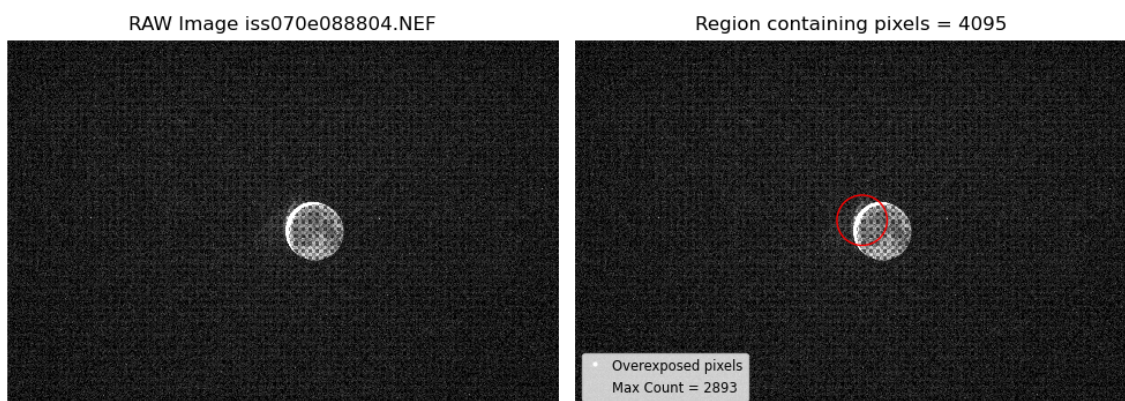 RAW Image iss070e088804.NEF
Region containing pixels = 4095
Overexposed pixels
Max Count = 2893